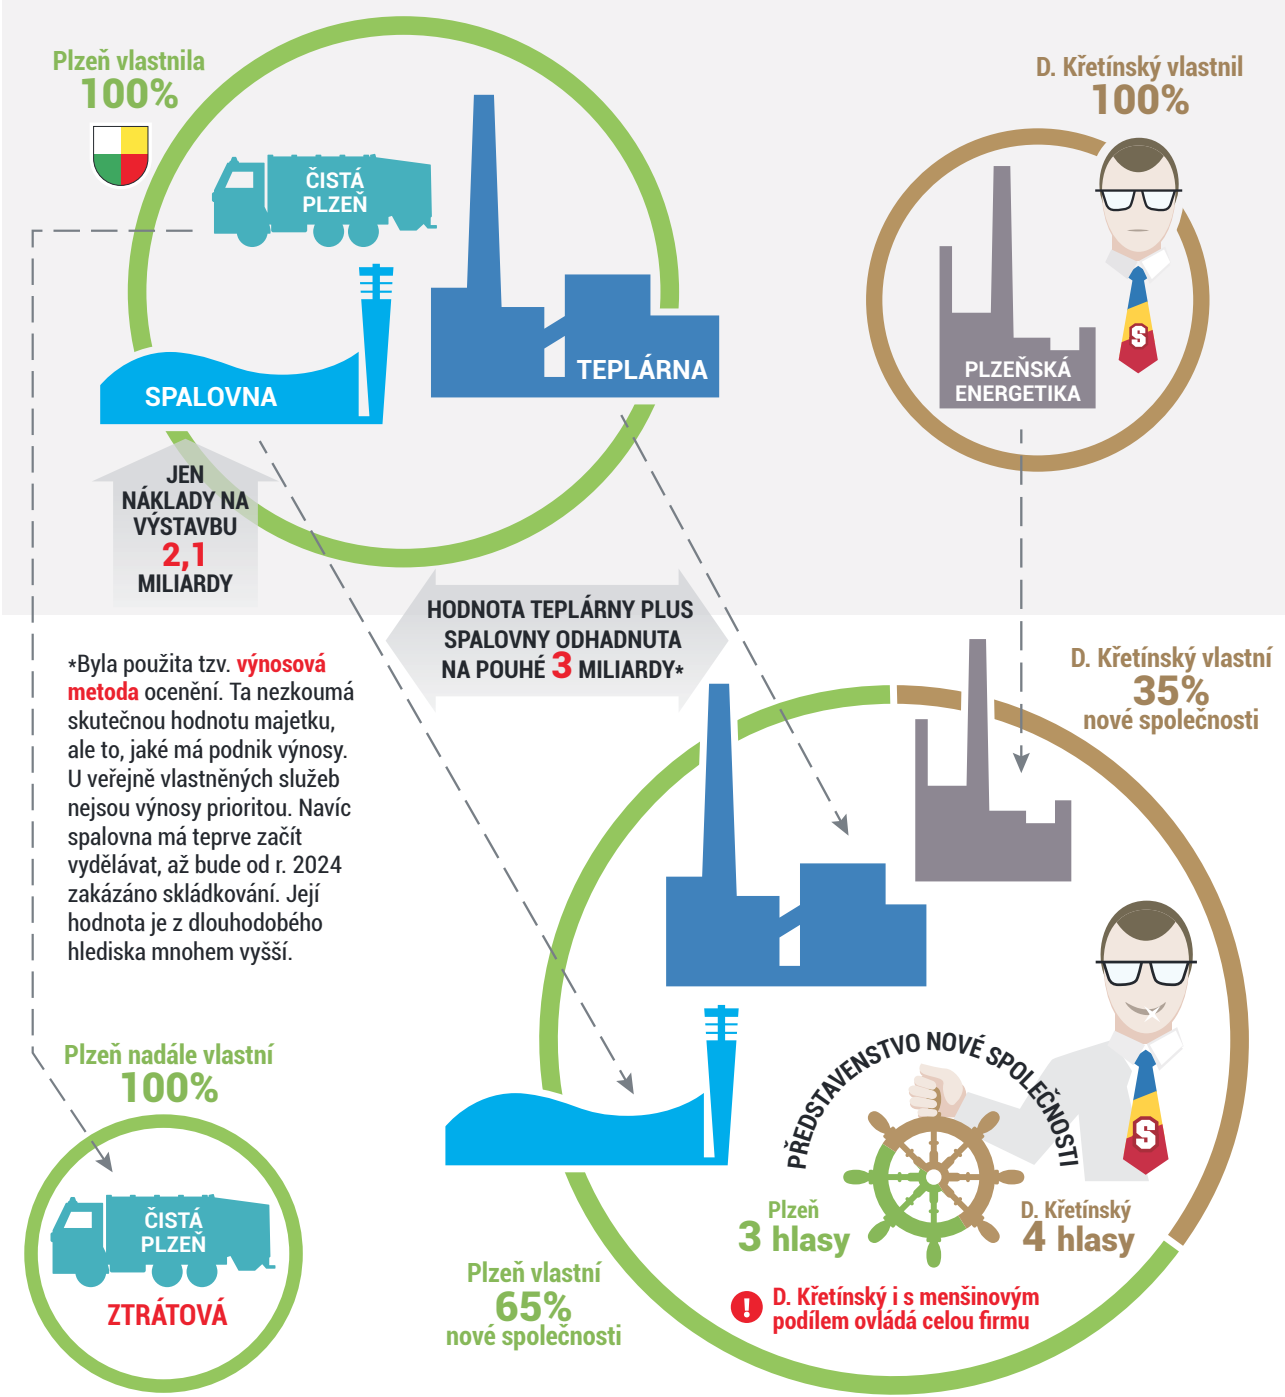 Plzeň vlastnila
100%
D. Křetínský vlastnil
100%
ČISTÁ
PLZEŇ
SPALOVNA
TEPLÁRNA
PLZEŇSKÁ
ENERGETIKA
S
JEN
NÁKLADY NA
VÝSTAVBU
2,1
MILIARDY
HODNOTA TEPLÁRNY PLUS
SPALOVNY ODHADNUTA
NA POUHÉ 3 MILIARDY*
*Byla použita tzv. výnosová
metoda ocenění. Ta nezkoumá
skutečnou hodnotu majetku,
ale to, jaké má podnik výnosy.
U veřejně vlastněných služeb
nejsou výnosy prioritou. Navíc
spalovna má teprve začít
vydělávat, až bude od r. 2024
zakázáno skládkování. Její
hodnota je z dlouhodobého
hlediska mnohem vyšší.
D. Křetínský vlastní
35%
nové společnosti
Plzeň nadále vlastní
100%
ČISTÁ
PLZEŇ
ZTRÁTOVÁ
PŘEDSTAVENSTVO NOVÉ SPOLEČNOSTI
S
Plzeň
3 hlasy
D. Křetínský
4 hlasy
Plzeň vlastní
65%
nové společnosti
! D. Křetínský i s menšinovým
podílem ovládá celou firmu